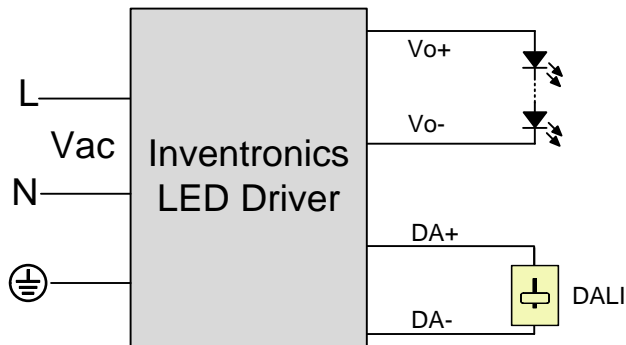 L
Vac
N
Inventronics
LED Driver
Vo+
Vo-
DA+
DA-
DALI